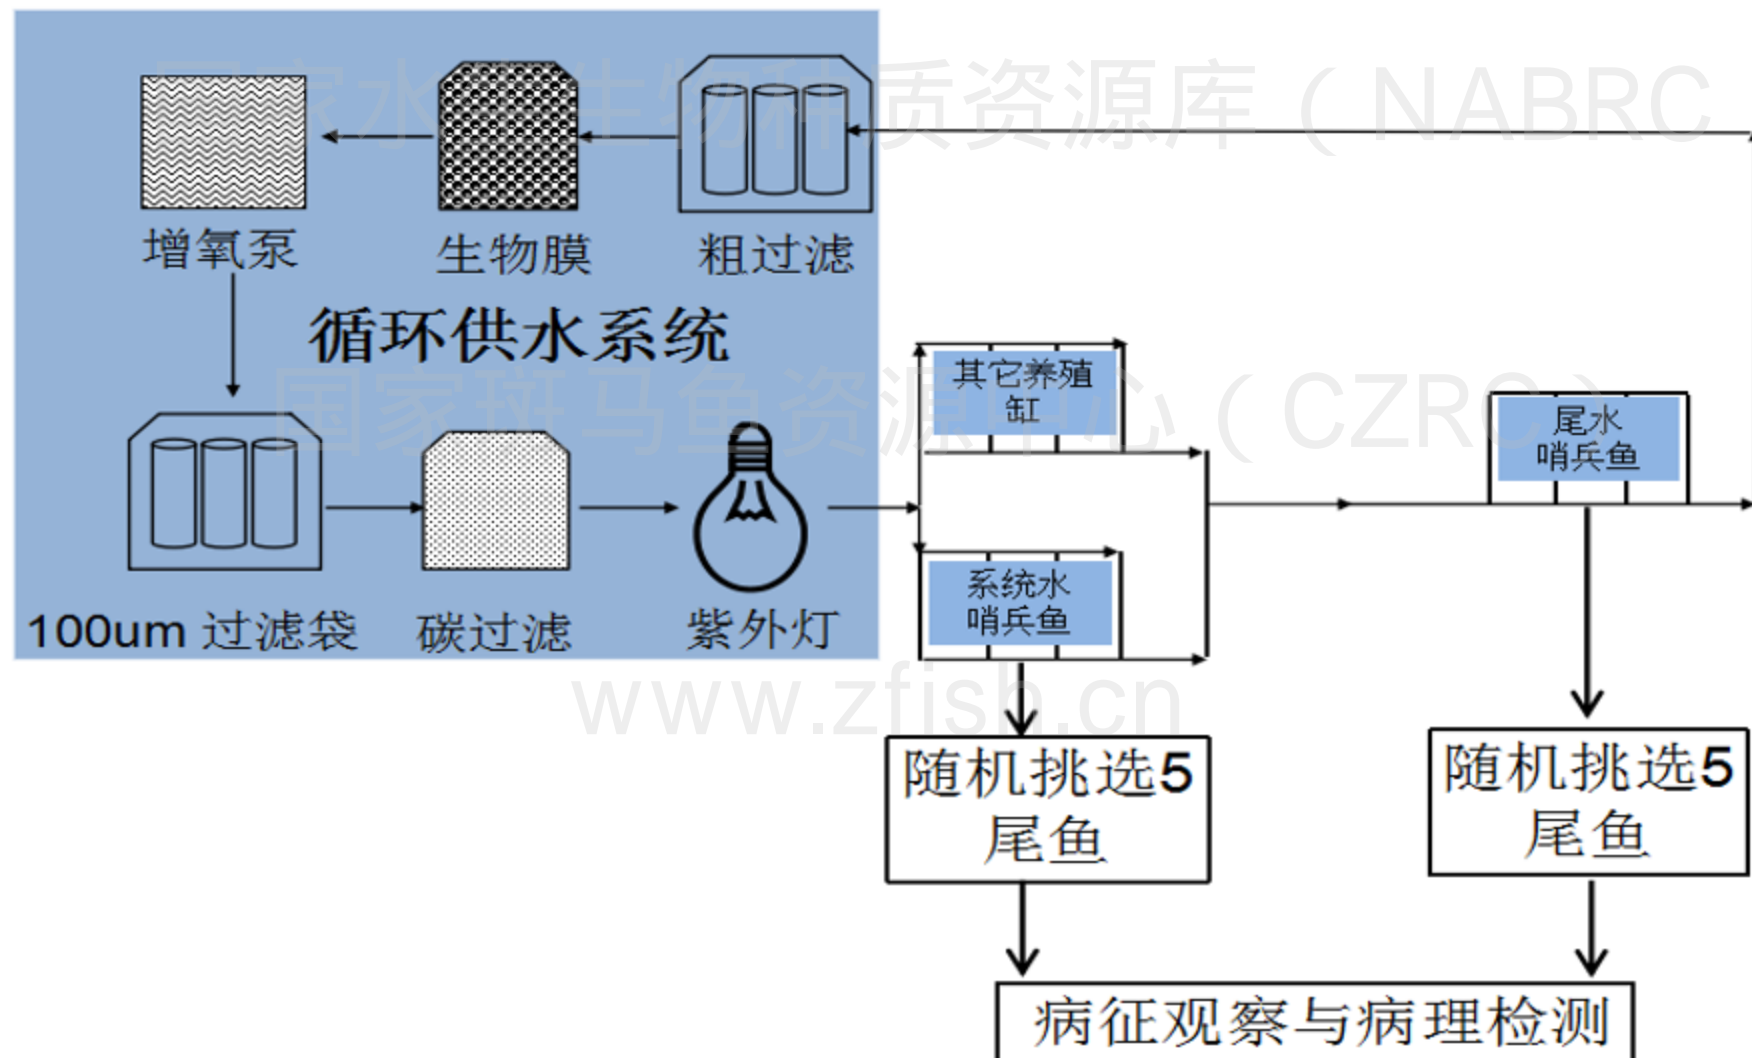 国家水生生物种质资源库（NABRC
增氧泵
生物膜
粗过滤
循环供水系统
国家斑马鱼资源中心（CZRC）
其它养殖
缸
尾水
哨兵鱼
100um 过滤袋
碳过滤
紫外灯
系统水
哨兵鱼
www.zfish.cn
随机挑选5
尾鱼
随机挑选5
尾鱼
病征观察与病理检测